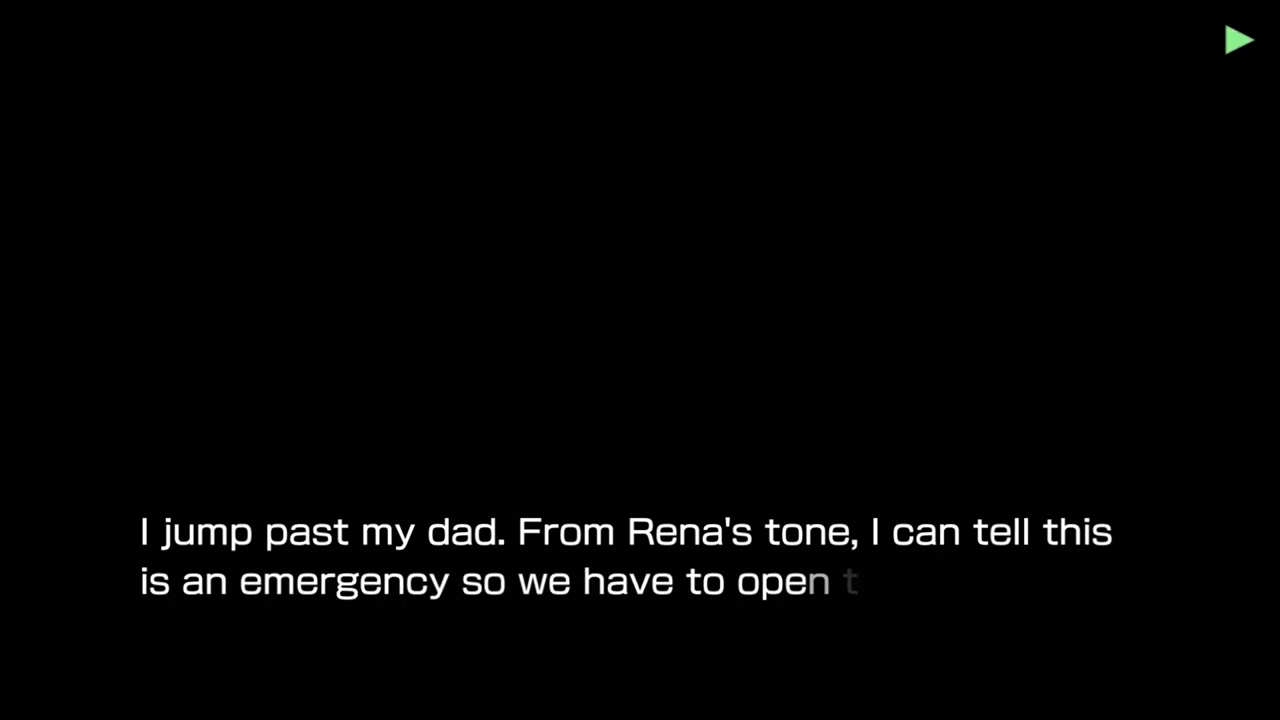 I jump past my dad. From Rena's tone, I can tell this
is an emergency so we have to open t